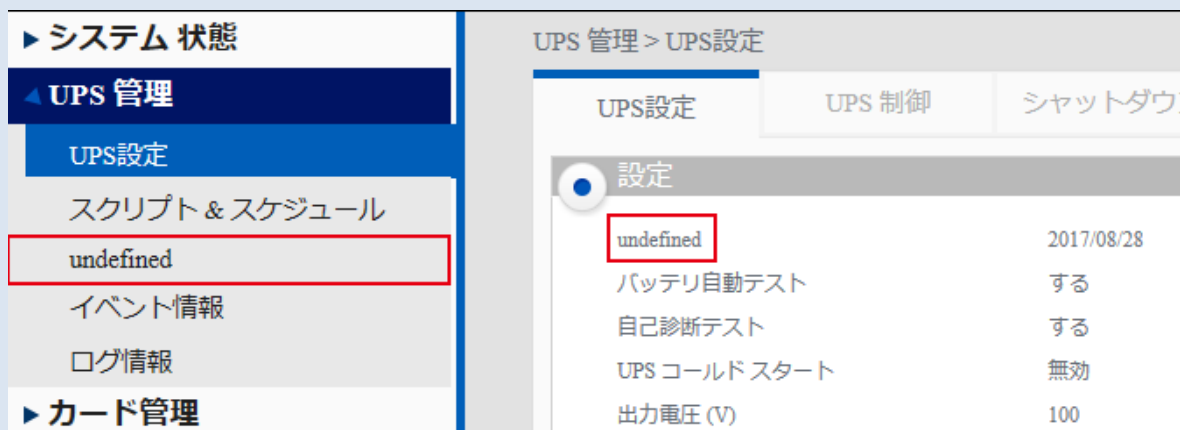 システム 状態
UPS 管理
UPS設定
スクリプト & スケジュール
undefined
イベント情報
ログ情報
カード管理
UPS 管理 > UPS設定
UPS設定 UPS 制御 シャットダウ
設定
undefined 2017/08/28
バッテリ自動テスト する
自己診断テスト する
UPS コールド スタート 無効
出力電圧 (V) 100